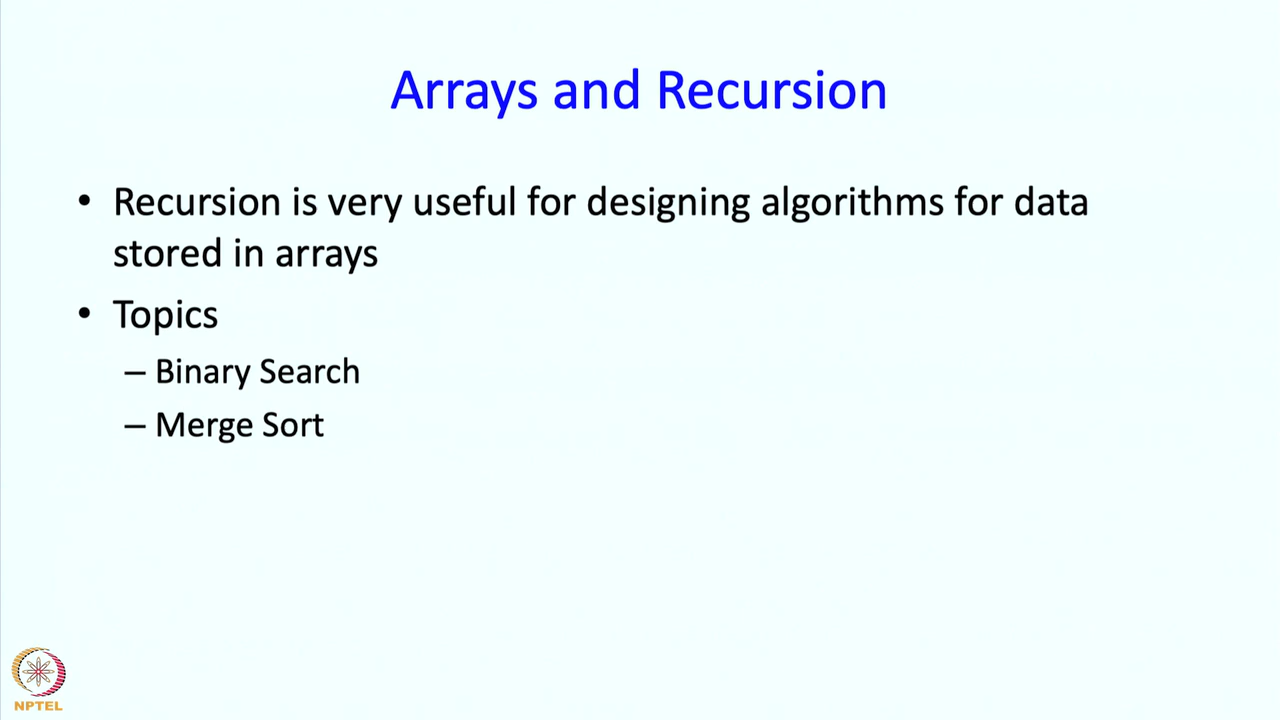 Arrays and Recursion
• Recursion is very useful for designing algorithms for data
stored in arrays
• Topics
– Binary Search
– Merge Sort
NPTEL